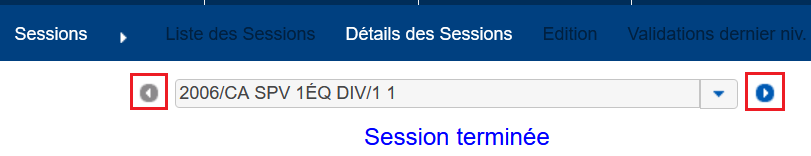 Sessions Liste des Sessions Détails des Sessions Edition Validations dernier niv.
2006/CA SPV 1ÉQ DIV/1 1
Session terminée